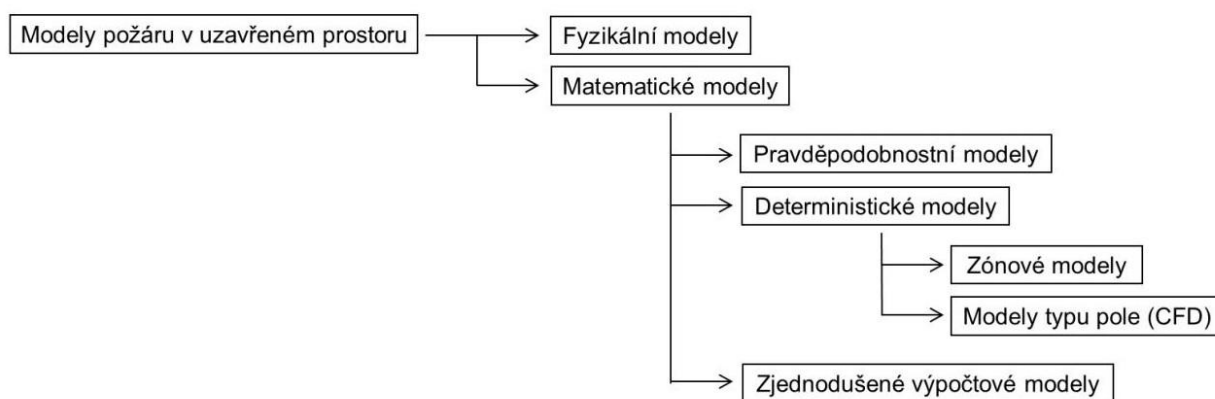 Modely požáru v uzavřeném prostoru
Fyzikální modely
Matematické modely
Pravděpodobnostní modely
Deterministické modely
Zónové modely
Modely typu pole (CFD)
Zjednodušené výpočtové modely